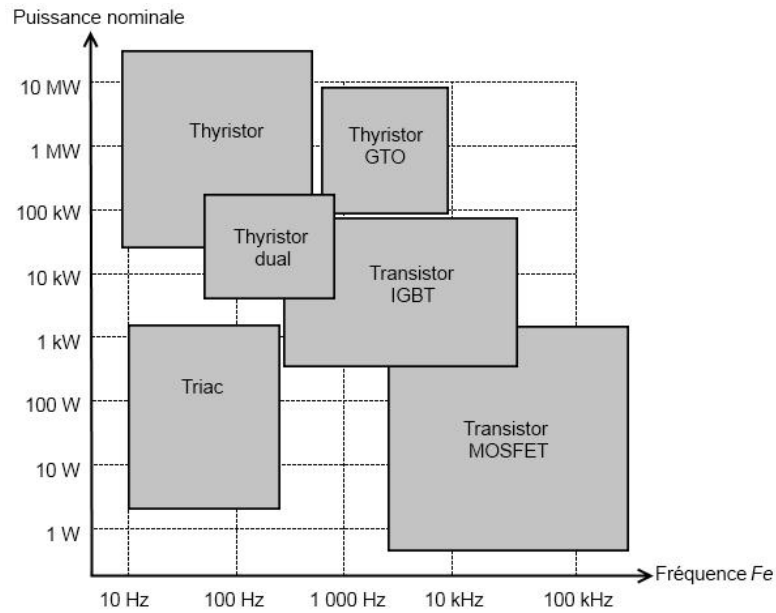 Puissance nominale
10 MW
1 MW
100 kW
10 kW
1 kW
100 W
10 W
1 W
Thyristor
Thyristor
GTO
Thyristor
dual
Transistor
IGBT
Triac
Transistor
MOSFET
10 Hz
100 Hz
1 000 Hz
10 kHz
100 kHz
Fréquence Fe